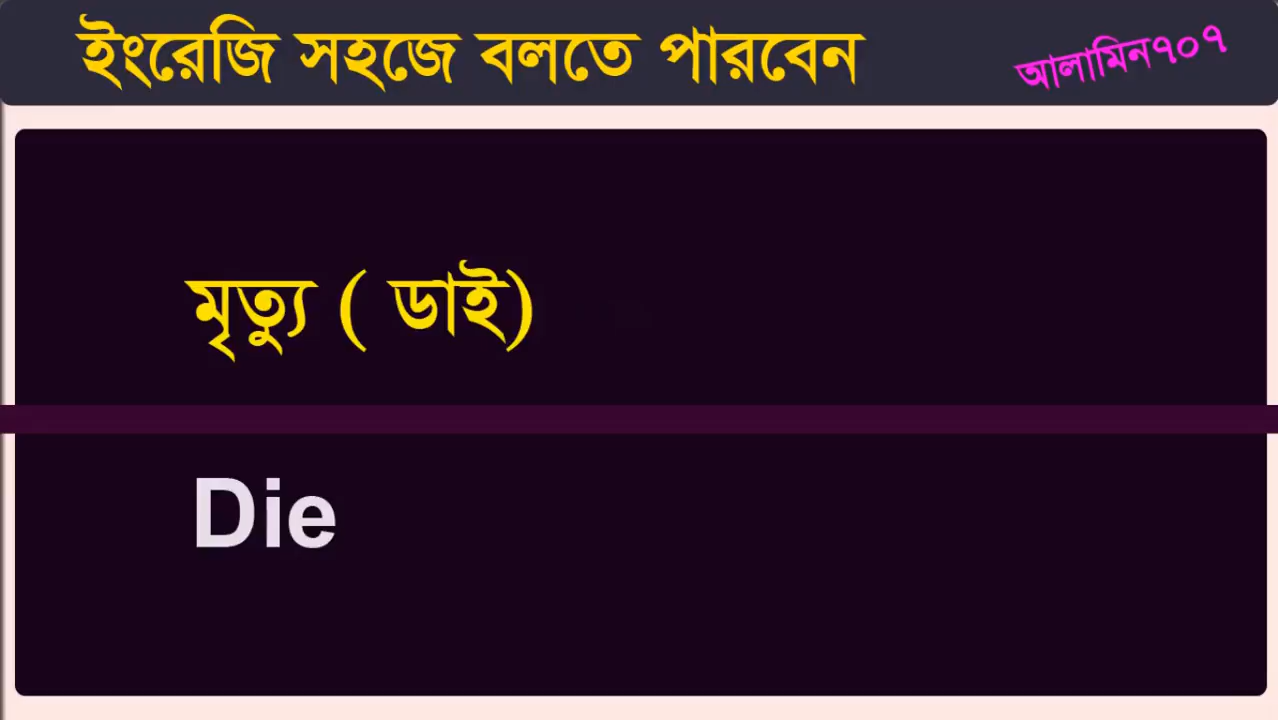 ইংরেজি সহজে বলতে পারবেন
আলামিন৭০৭
মৃত্যু ( ডাই)
Die